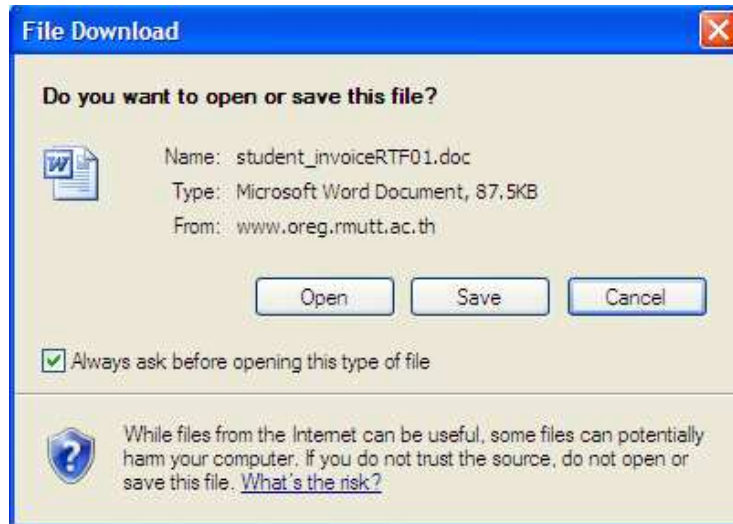 File Download
Do you want to open or save this file?
Name: student_invoiceRTF01.doc
Type: Microsoft Word Document, 87.5KB
From: www.oreg.rmutt.ac.th
Open Save Cancel
Always ask before opening this type of file
While files from the Internet can be useful, some files can potentially
harm your computer. If you do not trust the source, do not open or
save this file. What's the risk?